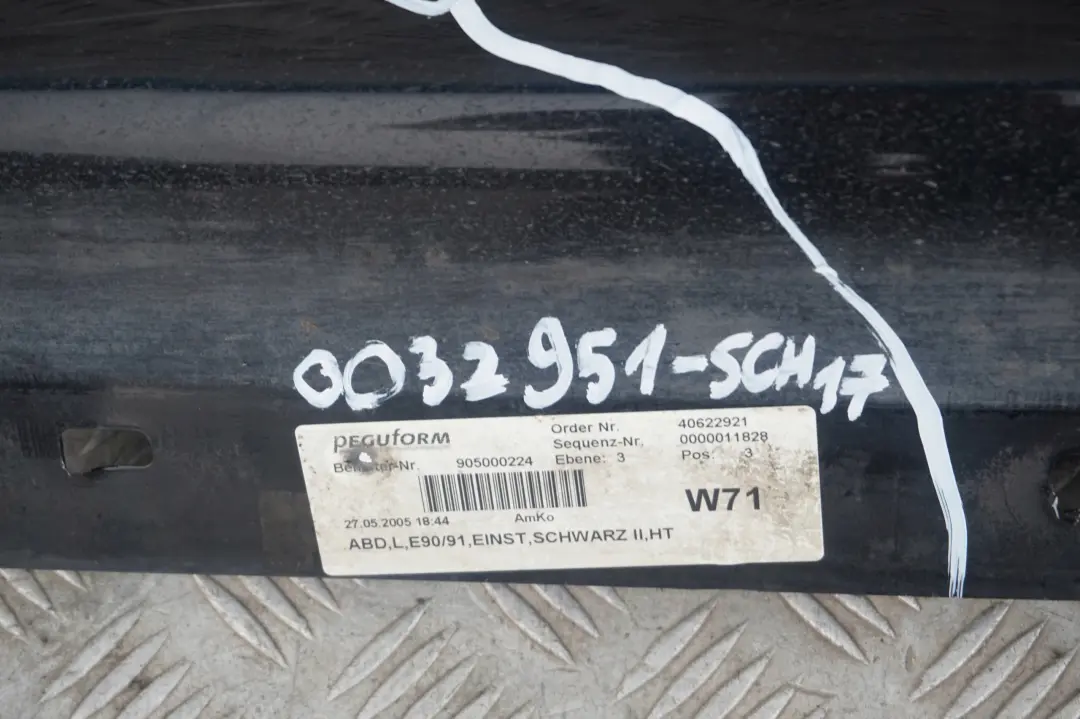 0032951-SCH17
PEGUFORM
Order Nr. 40622921
Sequenz-Nr. 0000011828
905000224 Ebene: 3 Pos: 3
W71
27.05.2005 18:44 AmKo
ABD,L,E90/91,EINST,SCHWARZ II,HT